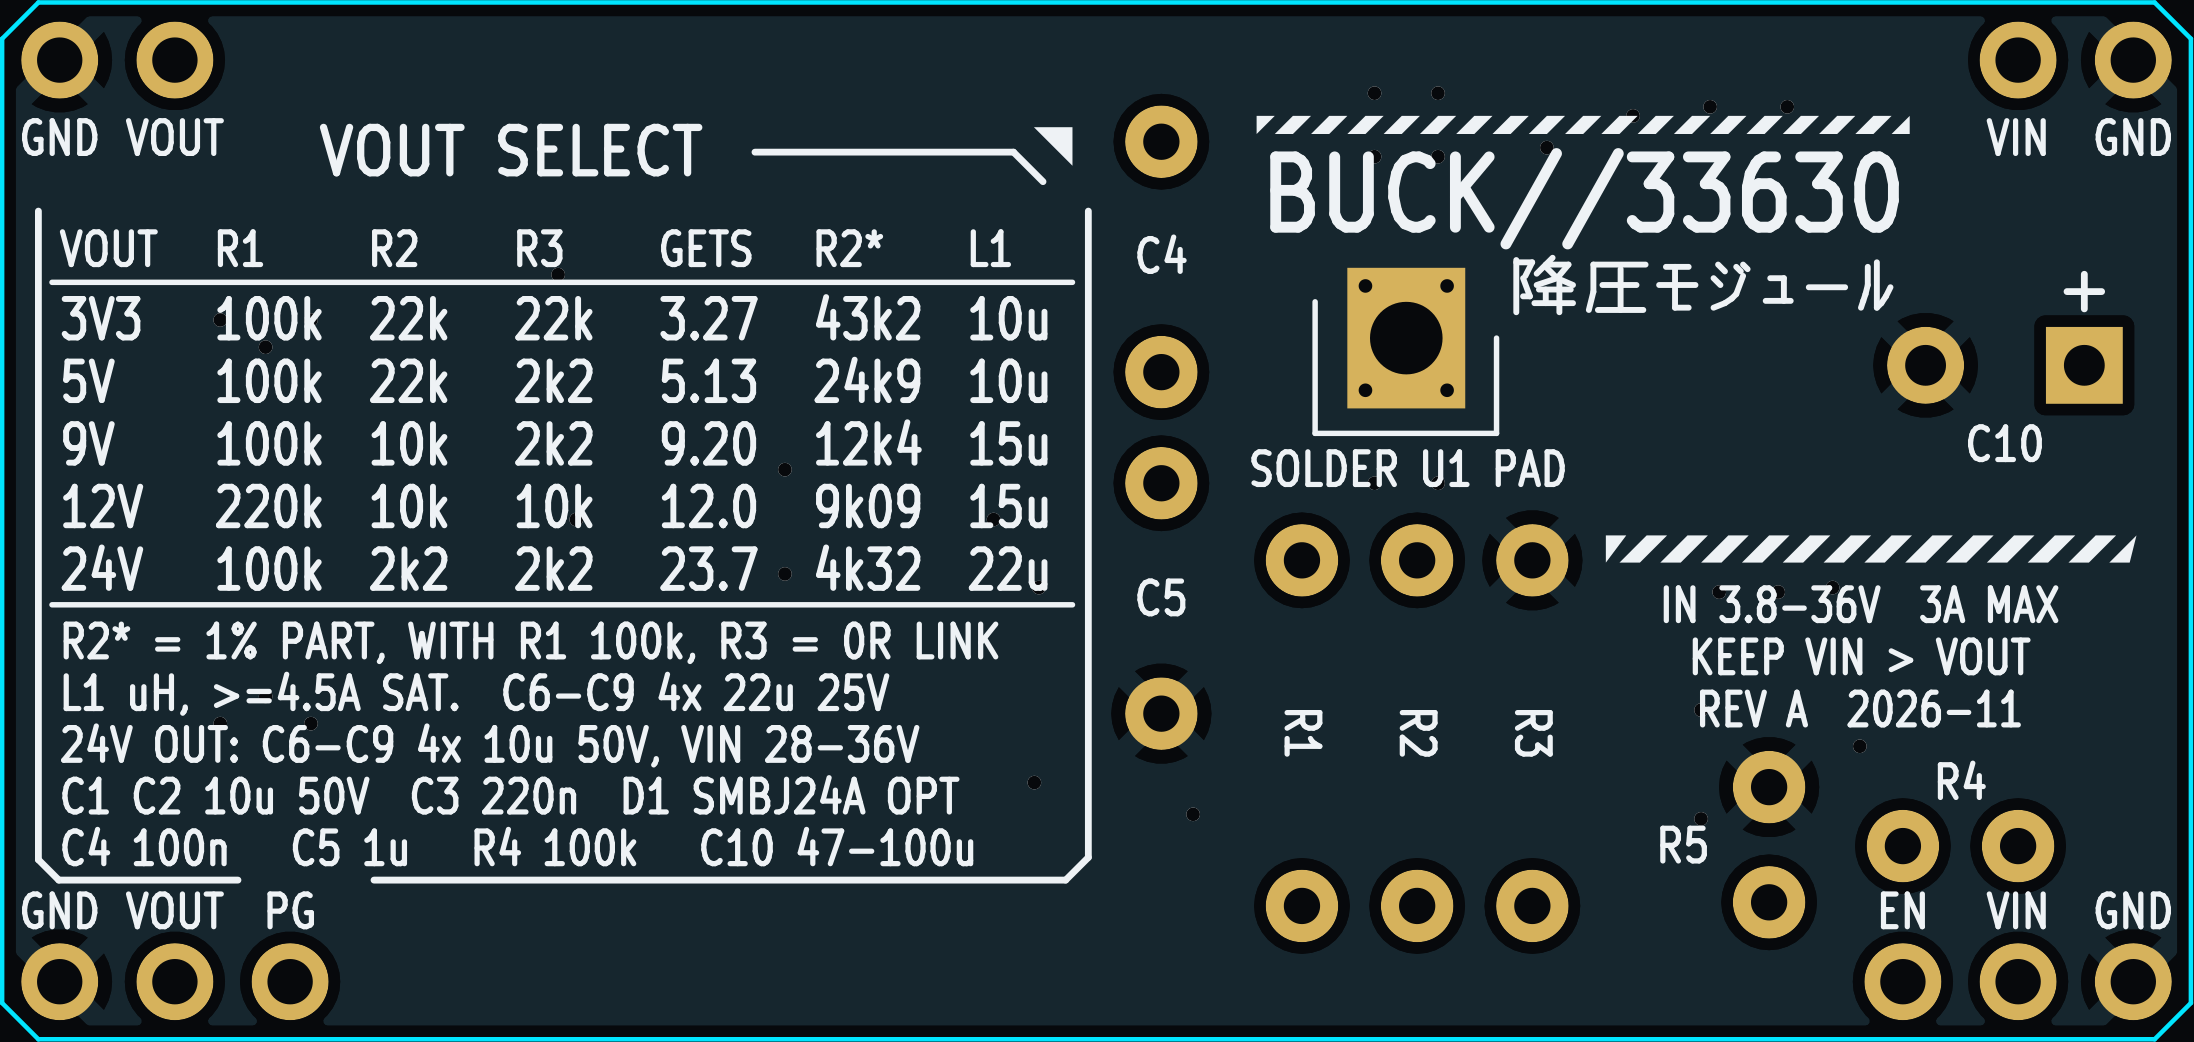 GND VOUT
VIN GND
VOUT SELECT
VOUT R1 R2 R3 GETS R2* L1
3V3 100k 22k 22k 3.27 43k2 10u
5V 100k 22k 2k2 5.13 24k9 10u
9V 100k 10k 2k2 9.20 12k4 15u
12V 220k 10k 10k 12.0 9k09 15u
24V 100k 2k2 2k2 23.7 4k32 22u
R2* = 1% PART, WITH R1 100k, R3 = 0R LINK
L1 uH, >=4.5A SAT. C6-C9 4x 22u 25V
24V OUT: C6-C9 4x 10u 50V, VIN 28-36V
C1 C2 10u 50V C3 220n D1 SMBJ24A OPT
C4 100n C5 1u R4 100k C10 47-100u
GND VOUT PG
C4
C5
BUCK//33630
降圧モジュール
+
C10
SOLDER U1 PAD
R1 R2 R3
IN 3.8-36V 3A MAX
KEEP VIN > VOUT
REV A 2026-11
R4
R5
EN VIN GND